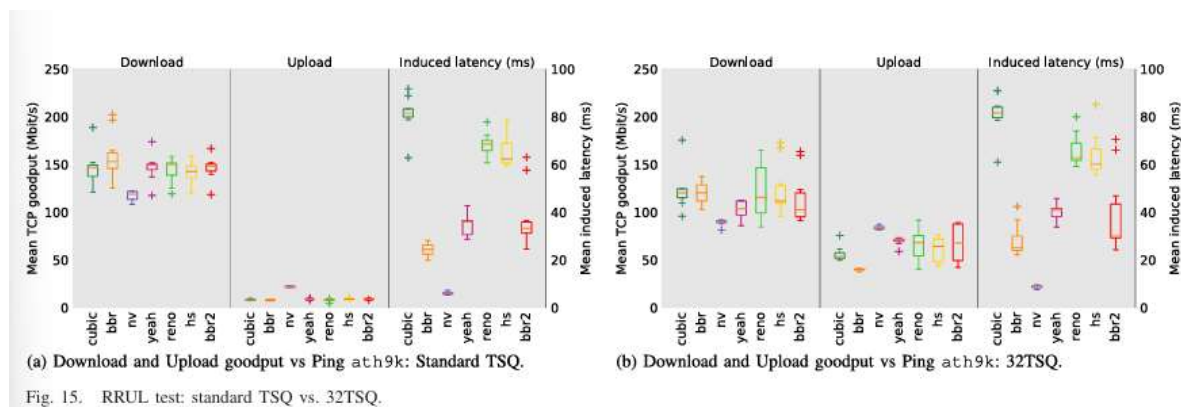 Download Upload Induced latency (ms)
250 100
200 80
150 60
100 40
50 20
0 0
Mean TCP goodput (Mbit/s)
Mean induced latency (ms)
cubic bbr nv yeah reno hs bbr2 cubic bbr nv yeah reno hs bbr2 cubic bbr nv yeah reno hs bbr2
(a) Download and Upload goodput vs Ping ath9k: Standard TSQ.
Download Upload Induced latency (ms)
250 100
200 80
150 60
100 40
50 20
0 0
Mean TCP goodput (Mbit/s)
Mean induced latency (ms)
cubic bbr nv yeah reno hs bbr2 cubic bbr nv yeah reno hs bbr2 cubic bbr nv yeah reno hs bbr2
(b) Download and Upload goodput vs Ping ath9k: 32TSQ.
Fig. 15. RRUL test: standard TSQ vs. 32TSQ.